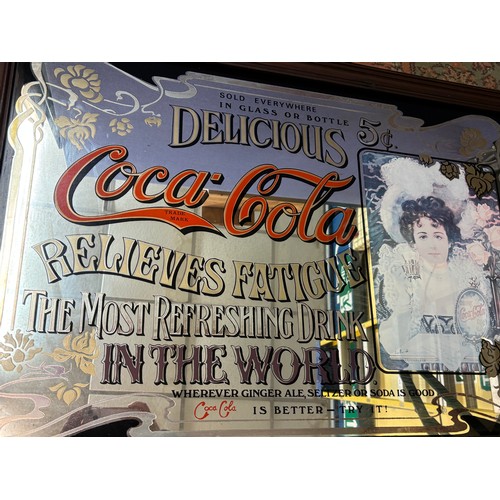 SOLD EVERYWHERE
IN GLASS OR BOTTLE
DELICIOUS 5¢.
Coca-Cola
TRADE-MARK
RELIEVES FATIGUE
THE MOST REFRESHING DRINK
IN THE WORLD.
WHEREVER GINGER ALE, SELTZER OR SODA IS GOOD
Coca Cola IS BETTER — TRY IT!